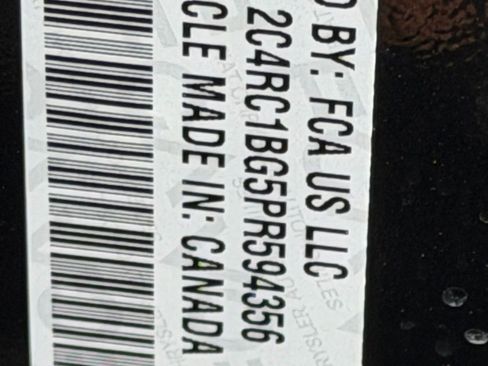 BY: FCA US LLC
2C4RC1BG5PR594356
CLE MADE IN: CANADA